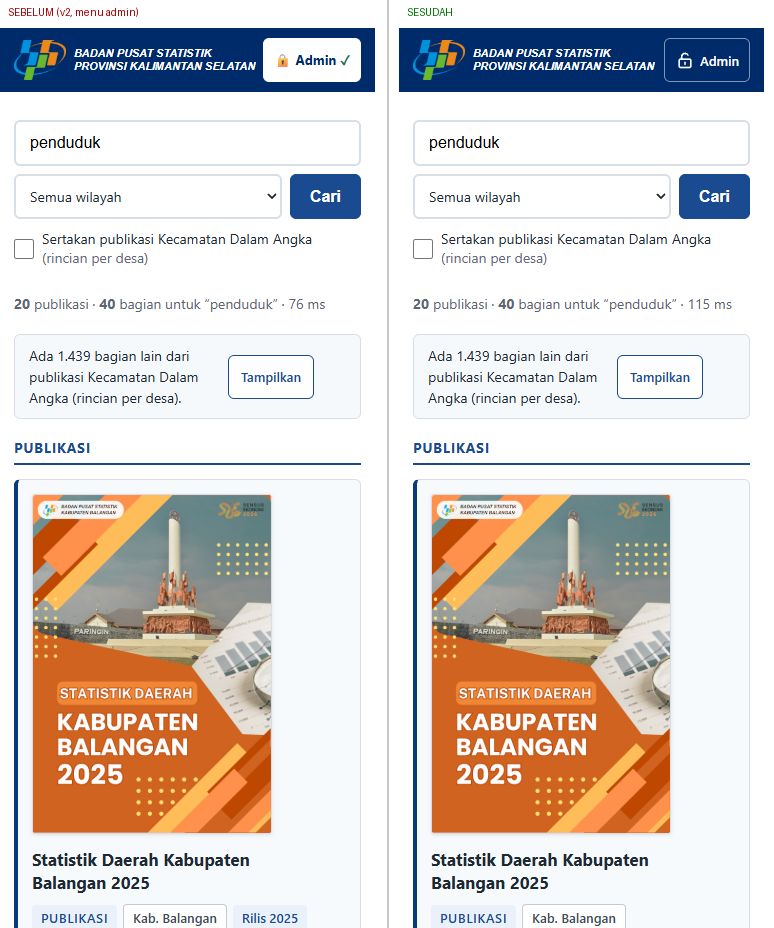 SEBELUM (v2, menu admin)
BADAN PUSAT STATISTIK
PROVINSI KALIMANTAN SELATAN
Admin ✓
penduduk
Semua wilayah
Cari
Sertakan publikasi Kecamatan Dalam Angka
(rincian per desa)
20 publikasi · 40 bagian untuk “penduduk” · 76 ms
Ada 1.439 bagian lain dari
publikasi Kecamatan Dalam
Angka (rincian per desa).
Tampilkan
PUBLIKASI
BADAN PUSAT STATISTIK
KABUPATEN BALANGAN
SENSUS
EKONOMI
2026
PARINGIN
STATISTIK DAERAH
KABUPATEN
BALANGAN
2025
Statistik Daerah Kabupaten
Balangan 2025
PUBLIKASI
Kab. Balangan
Rilis 2025
SESUDAH
BADAN PUSAT STATISTIK
PROVINSI KALIMANTAN SELATAN
Admin
penduduk
Semua wilayah
Cari
Sertakan publikasi Kecamatan Dalam Angka
(rincian per desa)
20 publikasi · 40 bagian untuk “penduduk” · 115 ms
Ada 1.439 bagian lain dari
publikasi Kecamatan Dalam
Angka (rincian per desa).
Tampilkan
PUBLIKASI
BADAN PUSAT STATISTIK
KABUPATEN BALANGAN
SENSUS
EKONOMI
2026
PARINGIN
STATISTIK DAERAH
KABUPATEN
BALANGAN
2025
Statistik Daerah Kabupaten
Balangan 2025
PUBLIKASI
Kab. Balangan